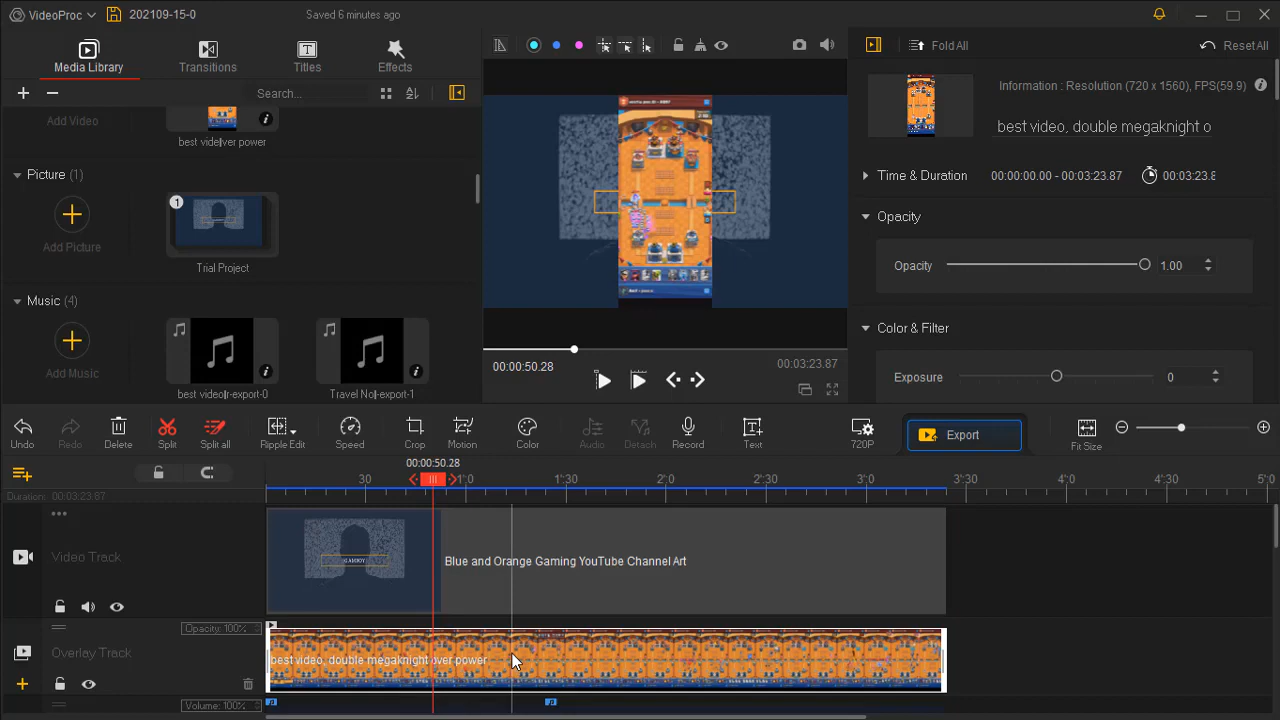 VideoProc
202109-15-0
Saved 6 minutes ago
Media Library
Transitions
Titles
Effects
Search...
Fold All
Reset All
Add Video
best vide|ver power
Information : Resolution (720 x 1560), FPS(59.9)
best video, double megaknight o
Picture (1)
Add Picture
1
Trial Project
Time & Duration
00:00:00.00 - 00:03:23.87
00:03:23.8
Opacity
Opacity
1.00
Music (4)
Add Music
best video|r-export-0
Travel No|-export-1
Color & Filter
Exposure
0
00:00:50.28
00:03:23.87
Undo
Redo
Delete
Split
Split all
Ripple Edit
Speed
Crop
Motion
Color
Audio
Detach
Record
Text
720P
Export
Fit Size
00:00:50.28
30
1'0
1':30
2'0
2':30
3'0
3':30
4'0
4':30
5'0
Duration: 00:03:23.87
Video Track
Blue and Orange Gaming YouTube Channel Art
Opacity: 100%
Overlay Track
best video, double megaknight over power
Volume: 100%